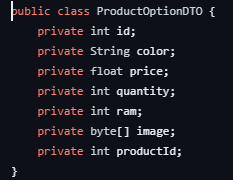 public class ProductOptionDTO {
    private int id;
    private String color;
    private float price;
    private int quantity;
    private int ram;
    private byte[] image;
    private int productId;
}